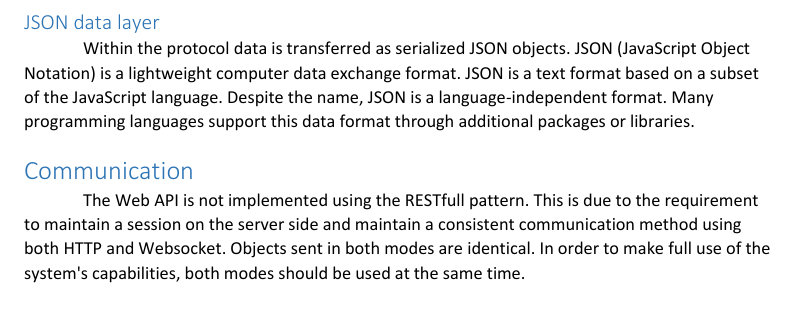 JSON data layer
Within the protocol data is transferred as serialized JSON objects. JSON (JavaScript Object
Notation) is a lightweight computer data exchange format. JSON is a text format based on a subset
of the JavaScript language. Despite the name, JSON is a language-independent format. Many
programming languages support this data format through additional packages or libraries.
Communication
The Web API is not implemented using the RESTfull pattern. This is due to the requirement
to maintain a session on the server side and maintain a consistent communication method using
both HTTP and Websocket. Objects sent in both modes are identical. In order to make full use of the
system's capabilities, both modes should be used at the same time.